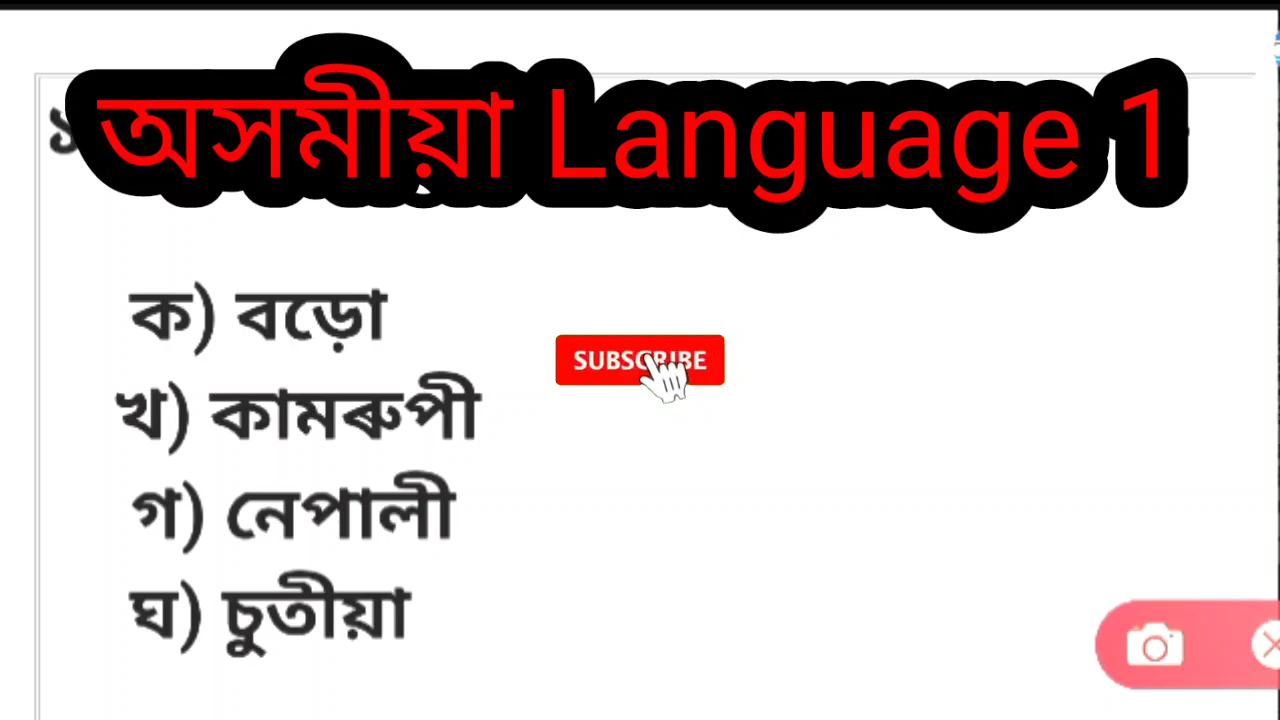 অসমীয়া Language 1
ক) বড়ো
SUBSCRIBE
খ) কামৰুপী
গ) নেপালী
ঘ) চুতীয়া